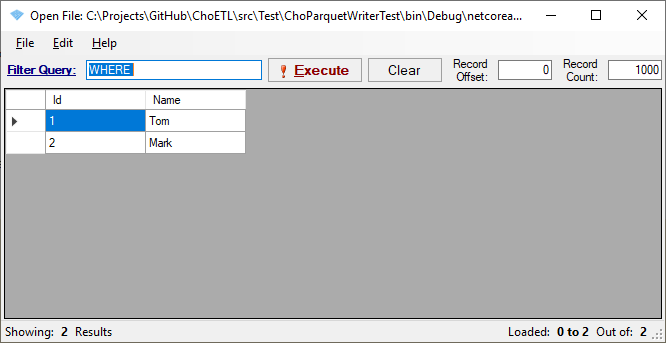 Open File: C:\Projects\GitHub\ChoETL\src\Test\ChoParquetWriterTest\bin\Debug\netcorea...
File Edit Help
Filter Query: WHERE Execute Clear Record Offset: 0 Record Count: 1000
Id Name
1 Tom
2 Mark
Showing: 2 Results Loaded: 0 to 2 Out of: 2